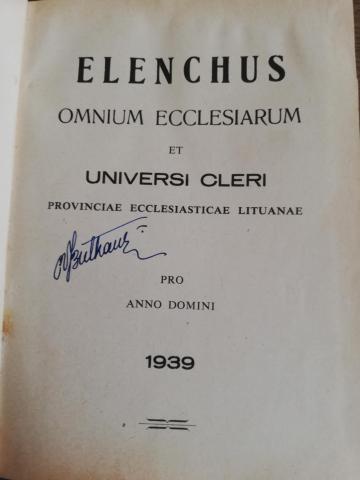 ELENCHUS
OMNIUM ECCLESIARUM
ET
UNIVERSI CLERI
PROVINCIAE ECCLESIASTICAE LITUANAE
PRO
ANNO DOMINI
1939